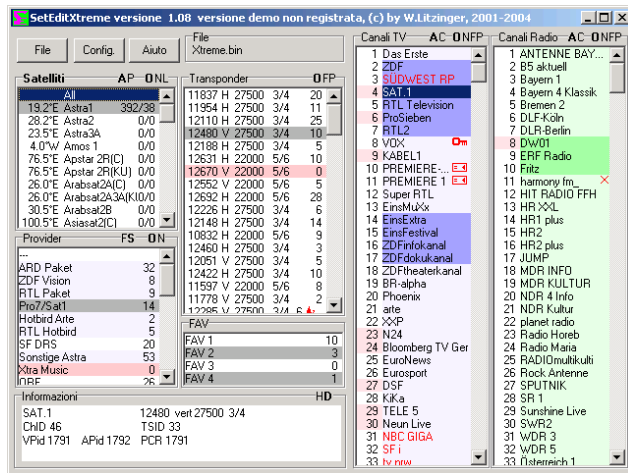 SetEditXtreme versione 1.08 versione demo non registrata, (c) by W.Litzinger, 2001-2004
File Config. Aiuto
File
Xtreme.bin
Satelliti AP ONL
All
19.2°E Astra1 392/38
28.2°E Astra2 0/0
23.5°E Astra3A 0/0
4.0°W Amos 1 0/0
76.5°E Apstar 2R(C) 0/0
76.5°E Apstar 2R(KU) 0/0
26.0°E Arabsat2A(C) 0/0
26.0°E Arabsat3A(KU) 0/0
30.5°E Arabsat2B 0/0
100.5°E Asiasat2(C) 0/0
Transponder OFP
11837 H 27500 3/4 20
11954 H 27500 3/4 11
12110 H 27500 3/4 25
12480 V 27500 3/4 10
12188 H 27500 3/4 5
12631 H 22000 5/6 10
12670 V 22000 5/6 0
12552 V 22000 5/6 5
12692 H 22000 5/6 28
12226 H 27500 3/4 6
12148 H 27500 3/4 14
10832 H 22000 5/6 9
12460 H 27500 3/4 3
12051 V 27500 3/4 5
12422 H 27500 3/4 10
11597 V 22000 5/6 8
11778 V 27500 3/4 2
12285 V 27500 3/4 6
Provider FS ON
---
ARD Paket 32
ZDF Vision 8
RTL Paket 9
Pro7/Sat1 14
Hotbird Arte 2
RTL Hotbird 5
SF DRS 20
Sonstige Astra 53
Xtra Music 0
ORF 26
FAV
FAV 1 10
FAV 2 3
FAV 3 0
FAV 4 1
Informazioni HD
SAT.1 12480 vert 27500 3/4
ChID 46 TSID 33
VPid 1791 APid 1792 PCR 1791
Canali TV AC ONFP
1 Das Erste
2 ZDF
3 SÜDWEST RP
4 SAT.1
5 RTL Television
6 ProSieben
7 RTL2
8 VOX
9 KABEL1
10 PREMIERE-...
11 PREMIERE 1
12 Super RTL
13 EinsMuXx
14 EinsExtra
15 EinsFestival
16 ZDFinfokanal
17 ZDFdokukanal
18 ZDFtheaterkanal
19 BR-alpha
20 Phoenix
21 arte
22 XXP
23 N24
24 Bloomberg TV Ger
25 EuroNews
26 Eurosport
27 DSF
28 KiKa
29 TELE 5
30 Neun Live
31 NBC GIGA
32 SF i
33 tv nrw
Canali Radio AC ONFP
1 ANTENNE BAY...
2 B5 aktuell
3 Bayern 1
4 Bayern 4 Klassik
5 Bremen 2
6 DLF-Köln
7 DLR-Berlin
8 DW01
9 ERF Radio
10 Fritz
11 harmony fm_
12 HIT RADIO FFH
13 HR XXL
14 HR1 plus
15 HR2
16 HR2 plus
17 JUMP
18 MDR INFO
19 MDR KULTUR
20 NDR 4 Info
21 NDR Kultur
22 planet radio
23 Radio Horeb
24 Radio Maria
25 RADIOmultikulti
26 Rock Antenne
27 SPUTNIK
28 SR 1
29 Sunshine Live
30 SWR2
31 WDR 3
32 WDR 5
33 Österreich 1